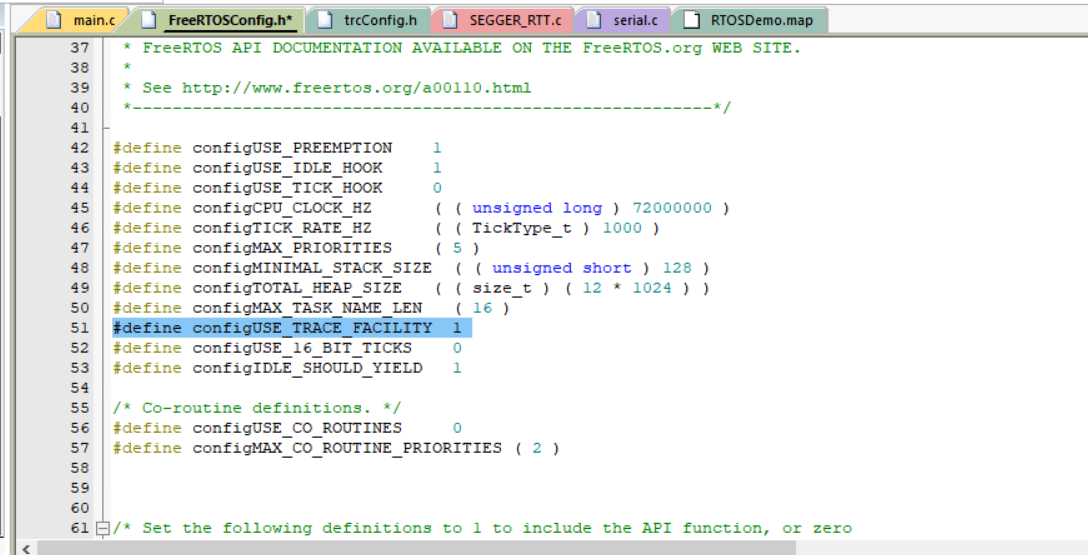 main.c FreeRTOSConfig.h* trcConfig.h SEGGER_RTT.c serial.c RTOSDemo.map
37 * FreeRTOS API DOCUMENTATION AVAILABLE ON THE FreeRTOS.org WEB SITE.
38 *
39 * See http://www.freertos.org/a00110.html
40 *----------------------------------------------------------*/
41
42 #define configUSE_PREEMPTION 1
43 #define configUSE_IDLE_HOOK 1
44 #define configUSE_TICK_HOOK 0
45 #define configCPU_CLOCK_HZ ( ( unsigned long ) 72000000 )
46 #define configTICK_RATE_HZ ( ( TickType_t ) 1000 )
47 #define configMAX_PRIORITIES ( 5 )
48 #define configMINIMAL_STACK_SIZE ( ( unsigned short ) 128 )
49 #define configTOTAL_HEAP_SIZE ( ( size_t ) ( 12 * 1024 ) )
50 #define configMAX_TASK_NAME_LEN ( 16 )
51 #define configUSE_TRACE_FACILITY 1
52 #define configUSE_16_BIT_TICKS 0
53 #define configIDLE_SHOULD_YIELD 1
54
55 /* Co-routine definitions. */
56 #define configUSE_CO_ROUTINES 0
57 #define configMAX_CO_ROUTINE_PRIORITIES ( 2 )
58
59
60
61 /* Set the following definitions to 1 to include the API function, or zero